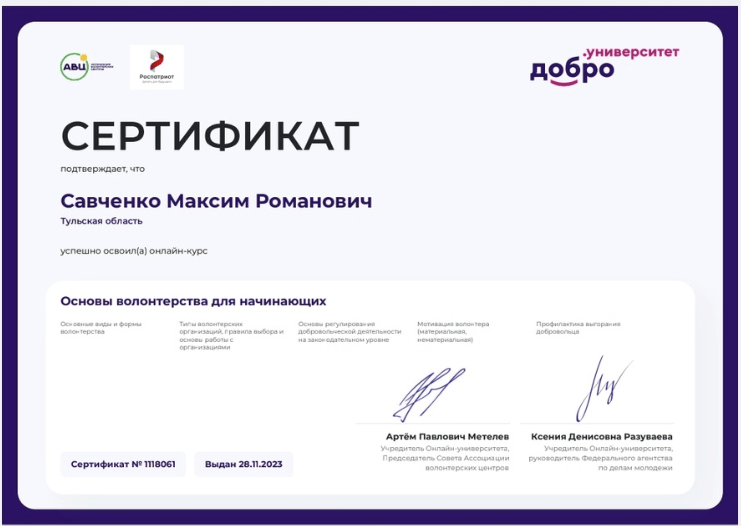 АВЦ
Роспатриот
.университет
добро
СЕРТИФИКАТ
подтверждает, что
Савченко Максим Романович
Тульская область
успешно освоил(а) онлайн-курс
Основы волонтерства для начинающих
Основные виды и формы
волонтерства
Типы волонтерских
организаций, правила выбора и
основы работы с
организациями
Основы регулирования
добровольческой деятельности
на законодательном уровне
Мотивация волонтера
(материальная,
нематериальная)
Профилактика выгорания
добровольца
Артём Павлович Метелев
Учредитель Онлайн-университета,
Председатель Совета Ассоциации
волонтерских центров
Ксения Денисовна Разуваева
Учредитель Онлайн-университета,
руководитель Федерального агентства
по делам молодежи
Сертификат № 1118061
Выдан 28.11.2023